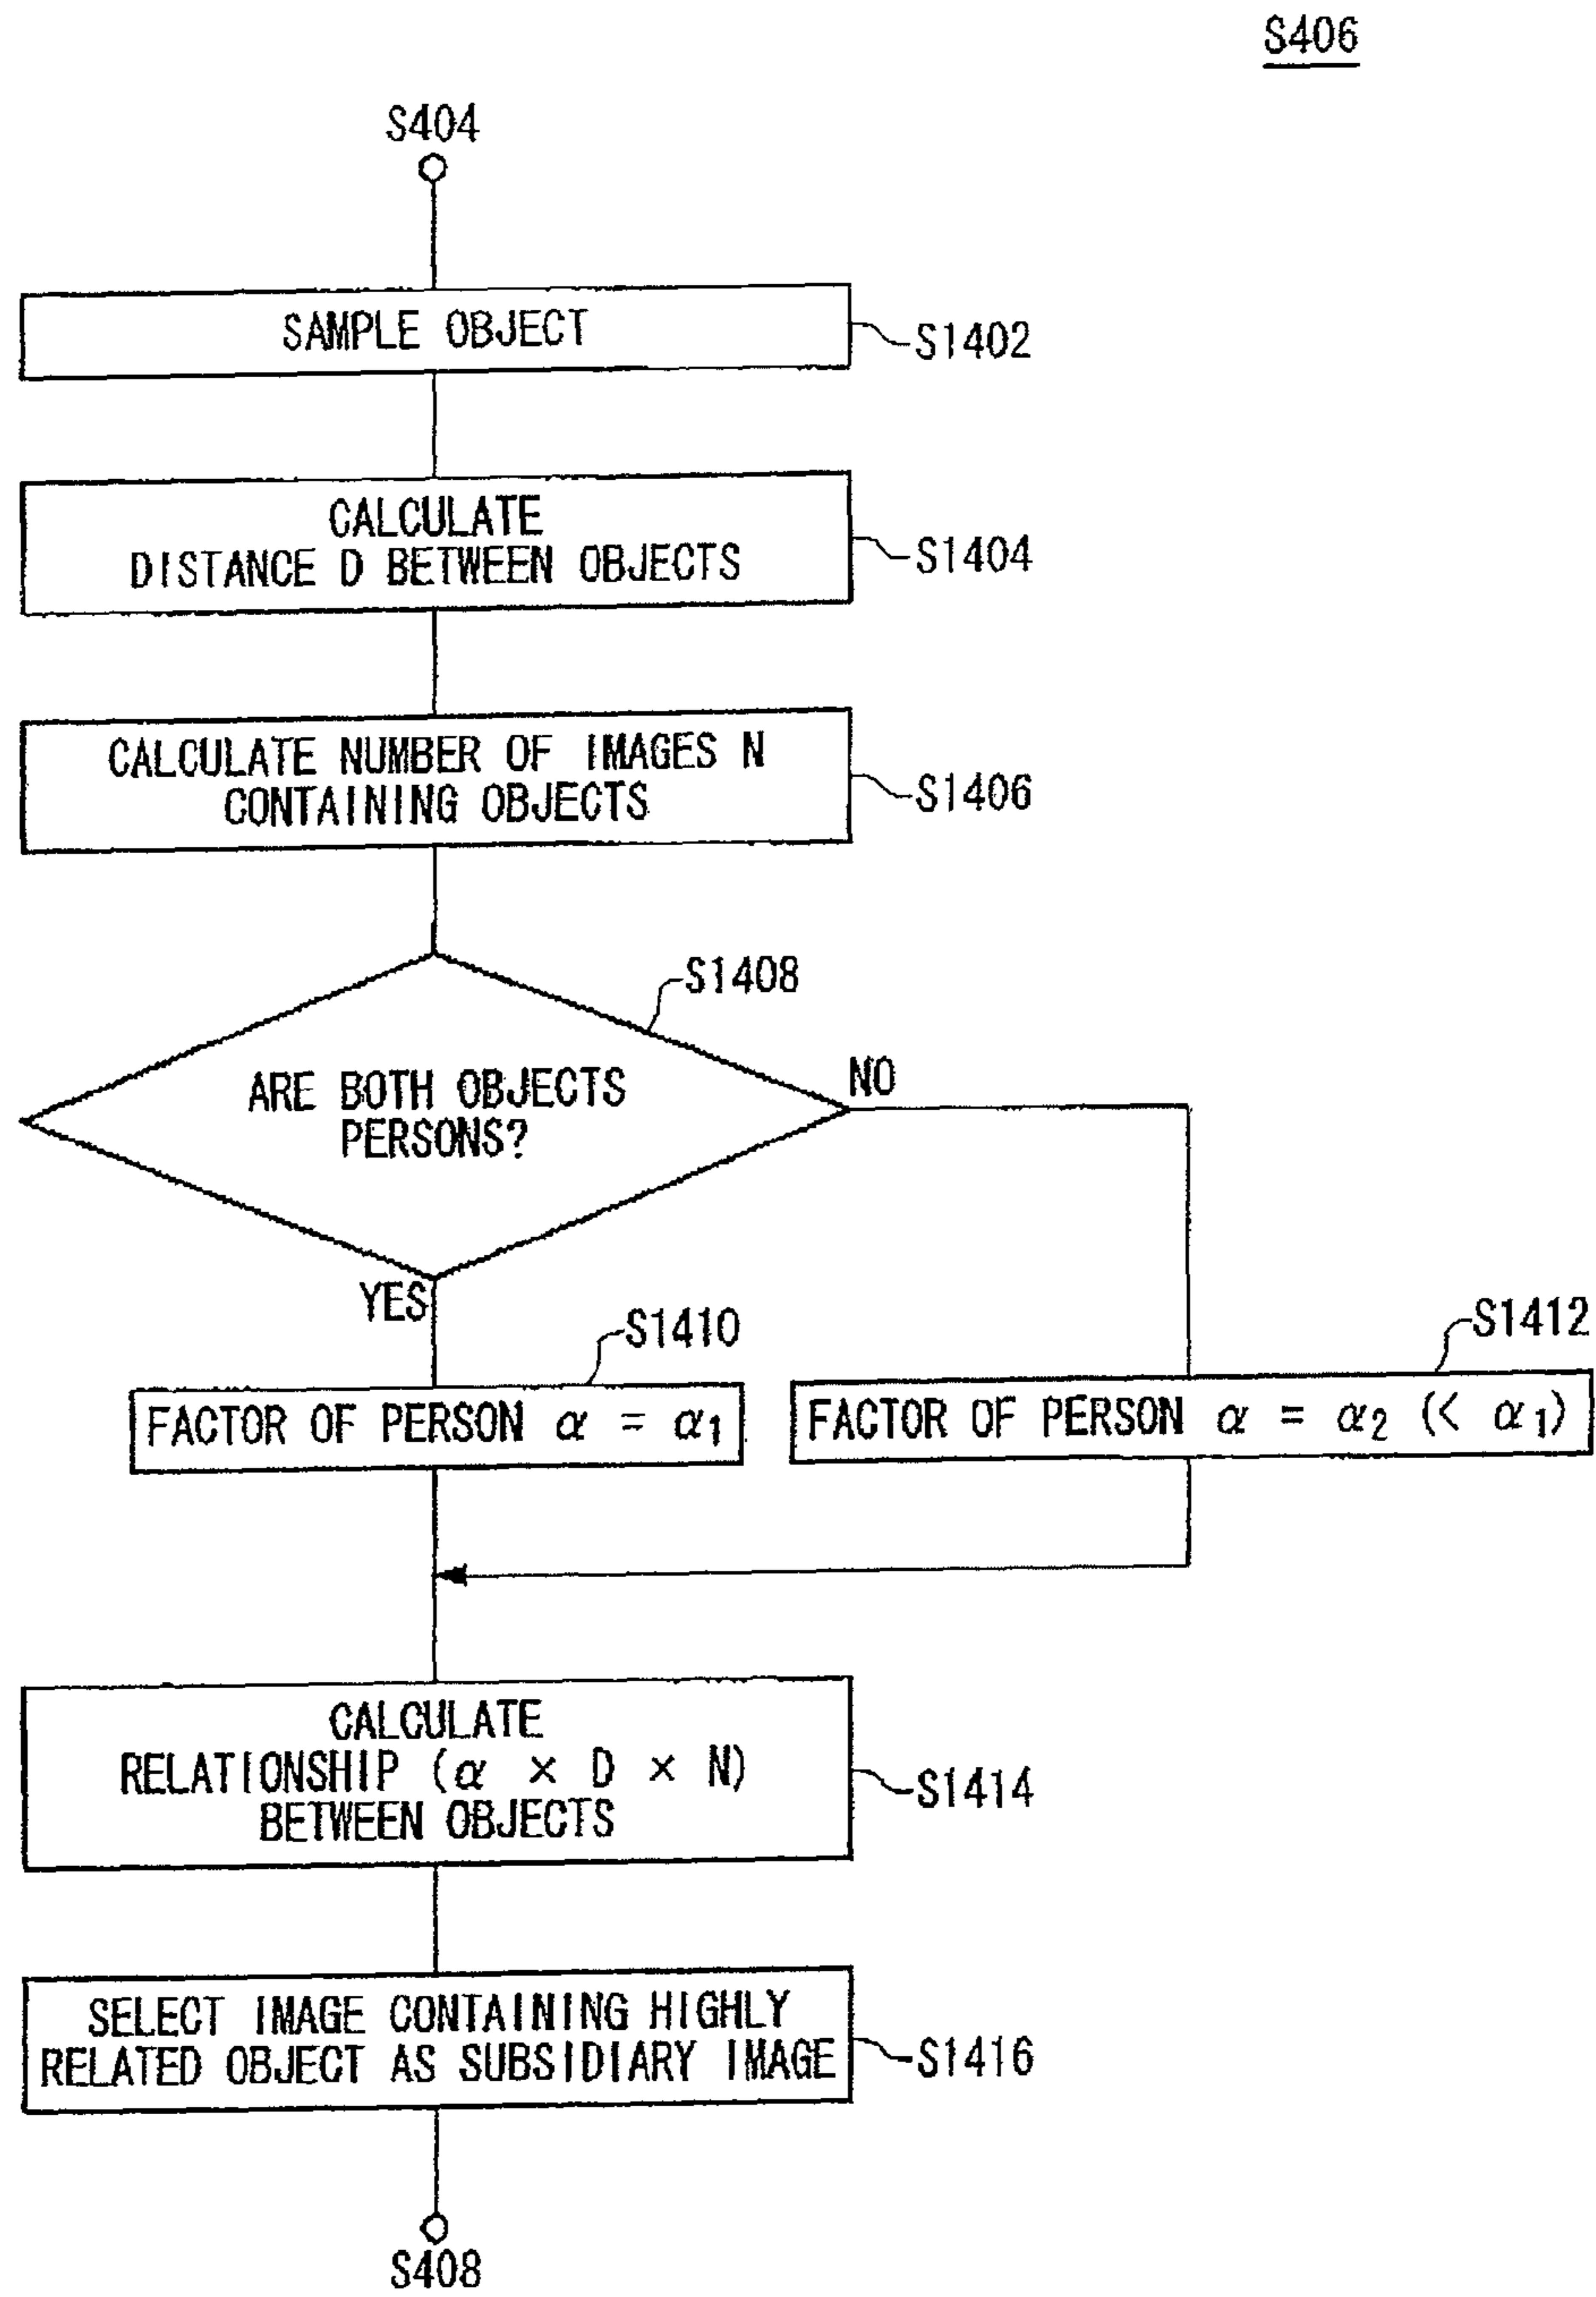 S406
S404
SAMPLE OBJECT
S1402
CALCULATE
DISTANCE D BETWEEN OBJECTS
S1404
CALCULATE NUMBER OF IMAGES N
CONTAINING OBJECTS
S1406
S1408
ARE BOTH OBJECTS
PERSONS?
NO
YES
S1410
FACTOR OF PERSON α = α1
S1412
FACTOR OF PERSON α = α2 (< α1)
CALCULATE
RELATIONSHIP (α × D × N)
BETWEEN OBJECTS
S1414
SELECT IMAGE CONTAINING HIGHLY
RELATED OBJECT AS SUBSIDIARY IMAGE
S1416
S408